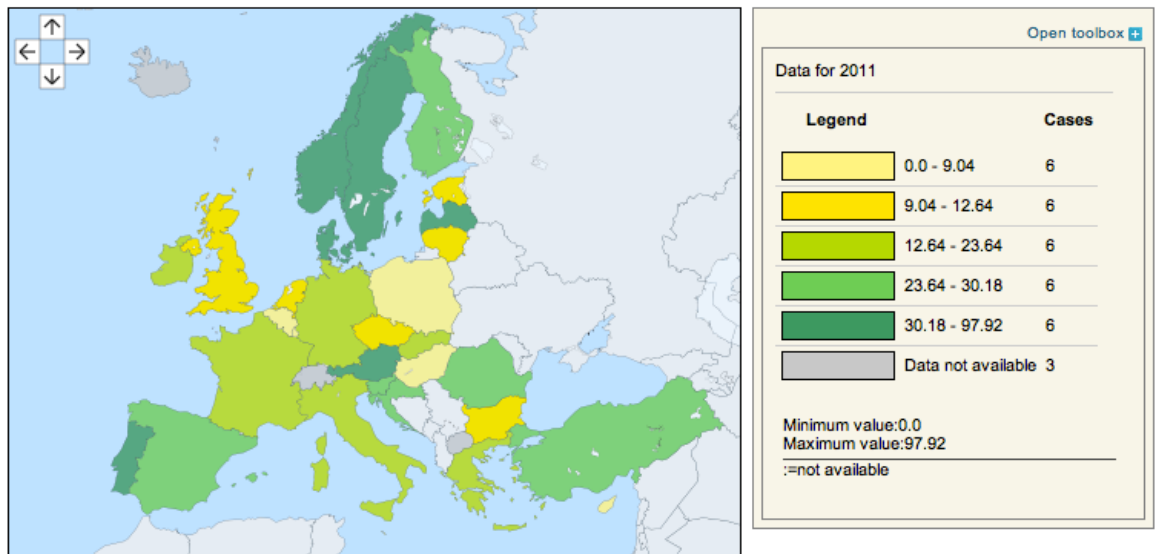 Open toolbox
Data for 2011
Legend Cases
0.0 - 9.04 6
9.04 - 12.64 6
12.64 - 23.64 6
23.64 - 30.18 6
30.18 - 97.92 6
Data not available 3
Minimum value:0.0
Maximum value:97.92
:=not available